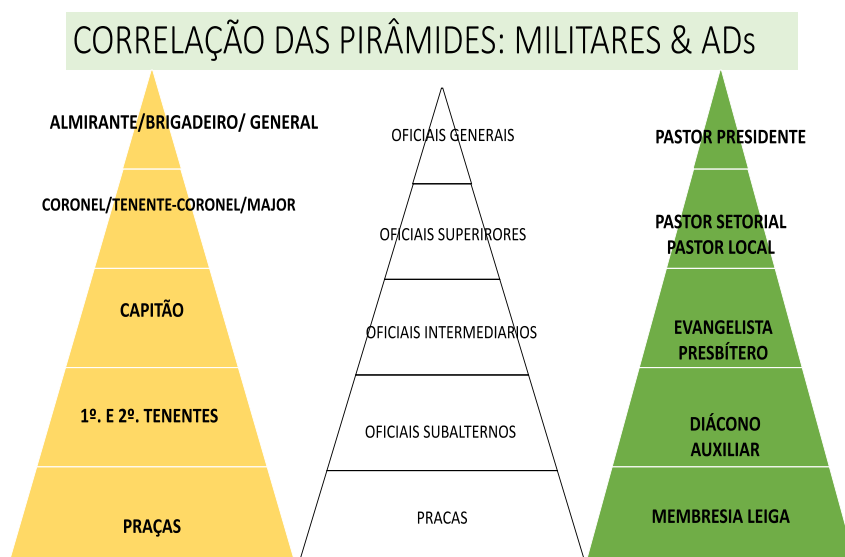 CORRELAÇÃO DAS PIRÂMIDES: MILITARES & ADs
ALMIRANTE/BRIGADEIRO/ GENERAL
CORONEL/TENENTE-CORONEL/MAJOR
CAPITÃO
1º. E 2º. TENENTES
PRAÇAS
OFICIAIS GENERAIS
OFICIAIS SUPERIRORES
OFICIAIS INTERMEDIARIOS
OFICIAIS SUBALTERNOS
PRACAS
PASTOR PRESIDENTE
PASTOR SETORIAL
PASTOR LOCAL
EVANGELISTA
PRESBÍTERO
DIÁCONO
AUXILIAR
MEMBRESIA LEIGA